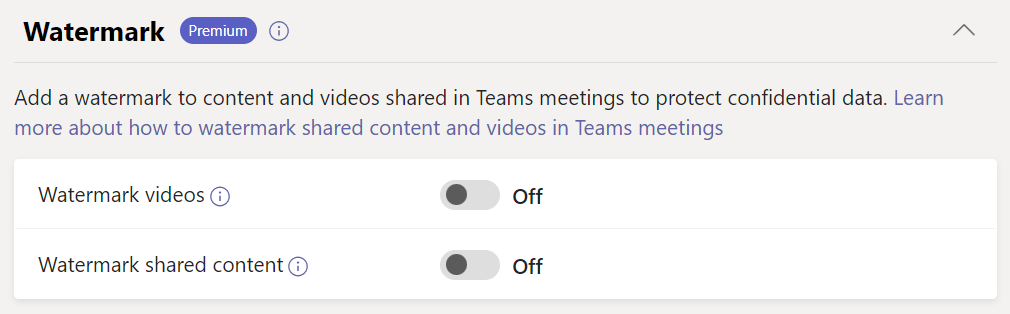 Watermark Premium
Add a watermark to content and videos shared in Teams meetings to protect confidential data. Learn
more about how to watermark shared content and videos in Teams meetings
Watermark videos Off
Watermark shared content Off